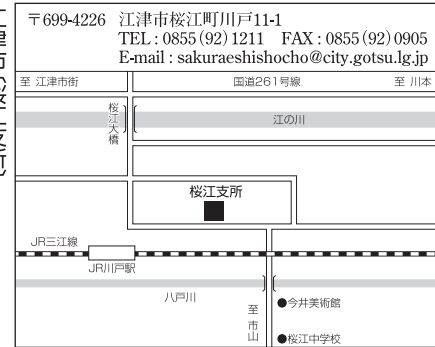 〒699-4226 江津市桜江町川戸11-1
TEL : 0855(92)1211 FAX : 0855(92)0905
E-mail : sakuraeshishocho@city.gotsu.lg.jp
至 江津市街
国道261号線
至 川本
桜江大橋
江の川
桜江支所
JR三江線
JR川戸駅
八戸川
至 市山
●今井美術館
●桜江中学校